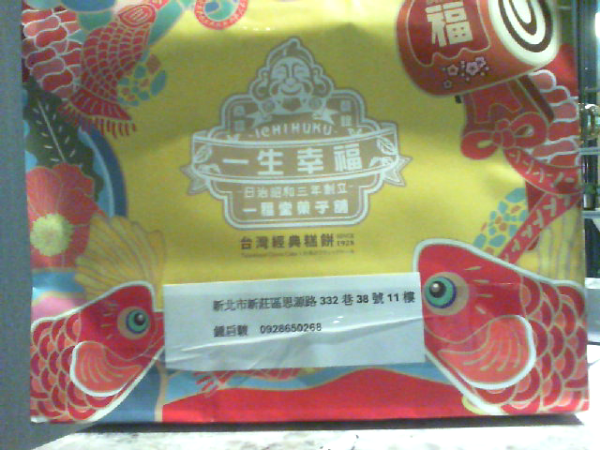 福
ICHIHUKU
一生幸福
日治昭和三年創立
一福堂菓子舖
台灣經典糕餅 SINCE 1928
新北市新莊區思源路 332 巷 38 號 11 樓
0928650268